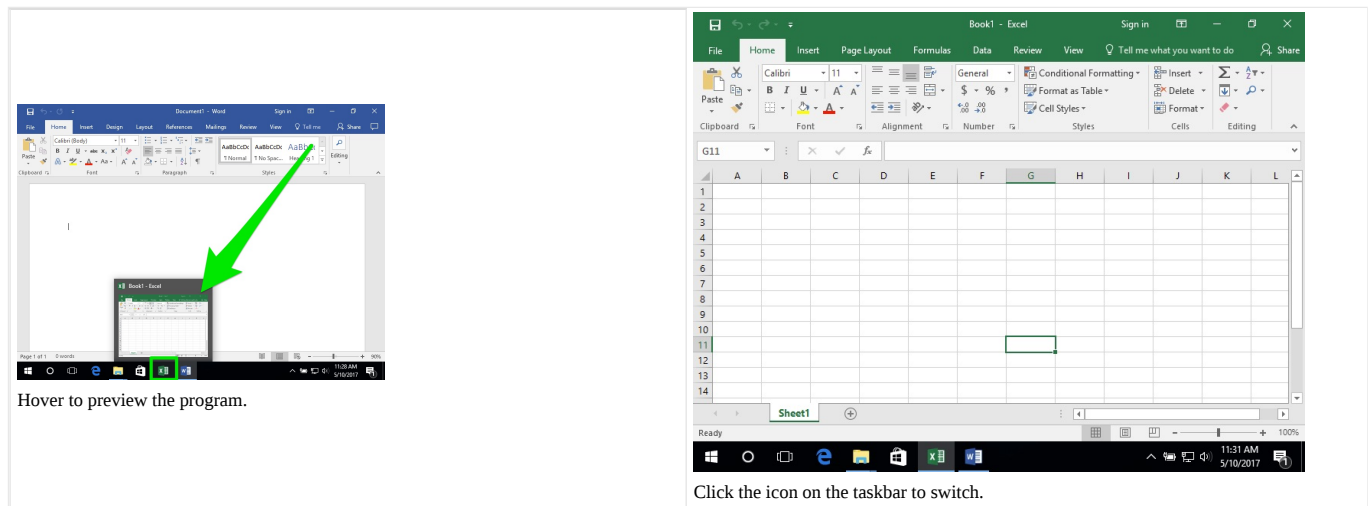 Document1 - Word
Sign in
File Home Insert Design Layout References Mailings Review View Tell me Share
Calibri (Body) 11
AaBbCcDc AaBbCcDc
Paste
¶ Normal ¶ No Spac... Heading 1
Editing
Clipboard Font Paragraph Styles
Book1 - Excel
Page 1 of 1 0 words
90%
11:28 AM
5/10/2017
Hover to preview the program.
Book1 - Excel Sign in
File Home Insert Page Layout Formulas Data Review View Tell me what you want to do Share
Calibri 11 General Conditional Formatting Insert
Paste B I U A A $ % , Format as Table Delete
Cell Styles Format
Clipboard Font Alignment Number Styles Cells Editing
G11 fx
A B C D E F G H I J K L
1
2
3
4
5
6
7
8
9
10
11
12
13
14
Sheet1
Ready 100%
11:31 AM
5/10/2017
Click the icon on the taskbar to switch.